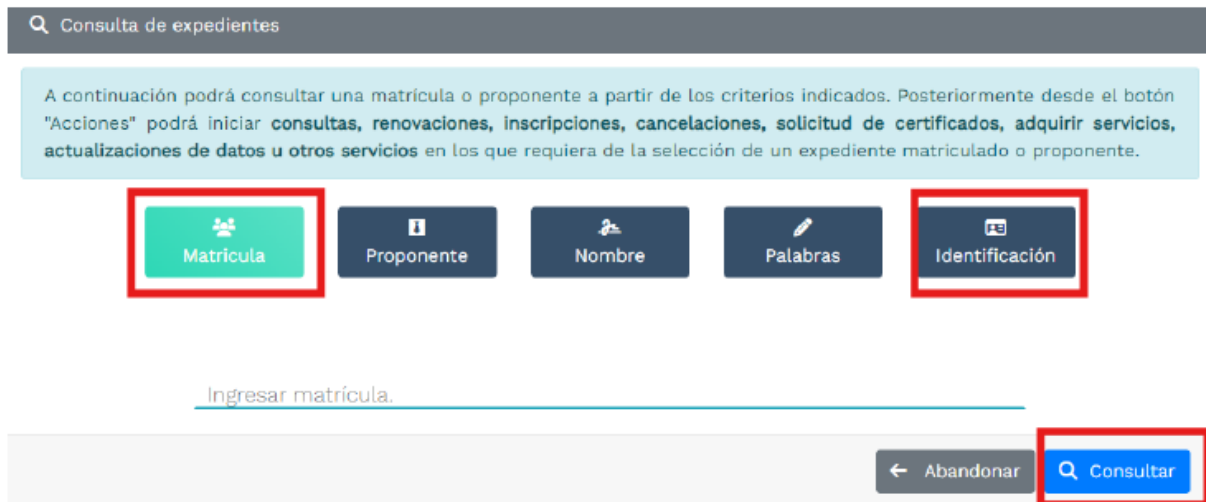 Consulta de expedientes
A continuación podrá consultar una matrícula o proponente a partir de los criterios indicados. Posteriormente desde el botón
"Acciones" podrá iniciar consultas, renovaciones, inscripciones, cancelaciones, solicitud de certificados, adquirir servicios,
actualizaciones de datos u otros servicios en los que requiera de la selección de un expediente matriculado o proponente.
Matricula
Proponente
Nombre
Palabras
Identificación
Ingresar matrícula.
Abandonar
Consultar